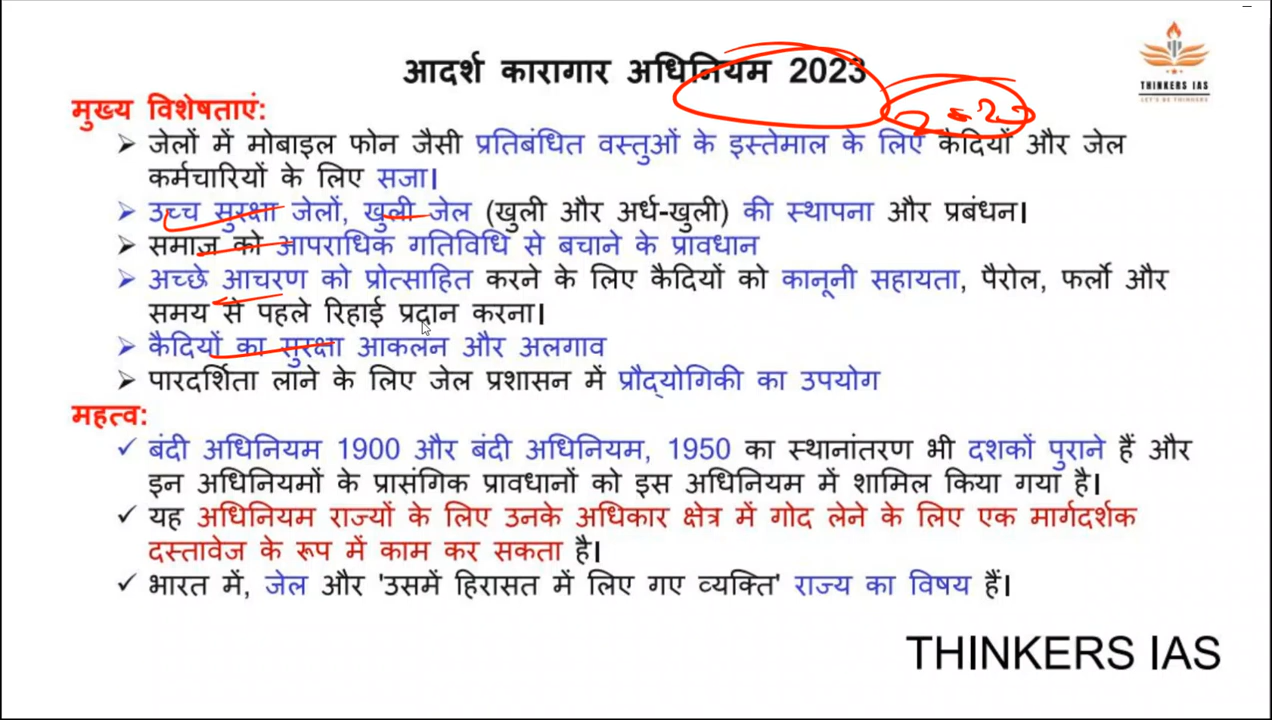 आदर्श कारागार अधिनियम 2023
THINKERS IAS
LET'S BE THINKERS
मुख्य विशेषताएं:
➢ जेलों में मोबाइल फोन जैसी प्रतिबंधित वस्तुओं के इस्तेमाल के लिए कैदियों और जेल
कर्मचारियों के लिए सजा।
➢ उच्च सुरक्षा जेलों, खुली जेल (खुली और अर्ध-खुली) की स्थापना और प्रबंधन।
➢ समाज को आपराधिक गतिविधि से बचाने के प्रावधान
➢ अच्छे आचरण को प्रोत्साहित करने के लिए कैदियों को कानूनी सहायता, पैरोल, फर्लो और
समय से पहले रिहाई प्रदान करना।
➢ कैदियों का सुरक्षा आकलन और अलगाव
➢ पारदर्शिता लाने के लिए जेल प्रशासन में प्रौद्योगिकी का उपयोग
महत्व:
✓ बंदी अधिनियम 1900 और बंदी अधिनियम, 1950 का स्थानांतरण भी दशकों पुराने हैं और
इन अधिनियमों के प्रासंगिक प्रावधानों को इस अधिनियम में शामिल किया गया है।
✓ यह अधिनियम राज्यों के लिए उनके अधिकार क्षेत्र में गोद लेने के लिए एक मार्गदर्शक
दस्तावेज के रूप में काम कर सकता है।
✓ भारत में, जेल और 'उसमें हिरासत में लिए गए व्यक्ति' राज्य का विषय हैं।
THINKERS IAS